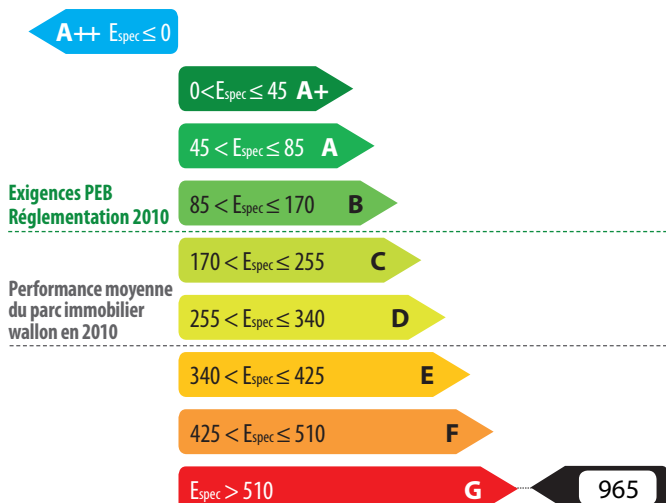 A++ Espec ≤ 0
0<Espec ≤ 45 A+
45 < Espec ≤ 85 A
Exigences PEB
Réglementation 2010
85 < Espec ≤ 170 B
170 < Espec ≤ 255 C
Performance moyenne
du parc immobilier
wallon en 2010
255 < Espec ≤ 340 D
340 < Espec ≤ 425 E
425 < Espec ≤ 510 F
Espec > 510 G 965